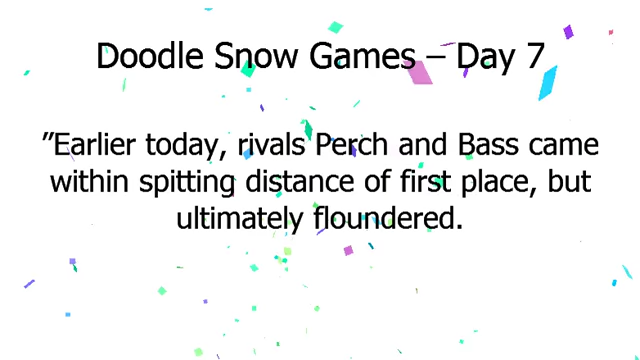 Doodle Snow Games – Day 7
”Earlier today, rivals Perch and Bass came
within spitting distance of first place, but
ultimately floundered.